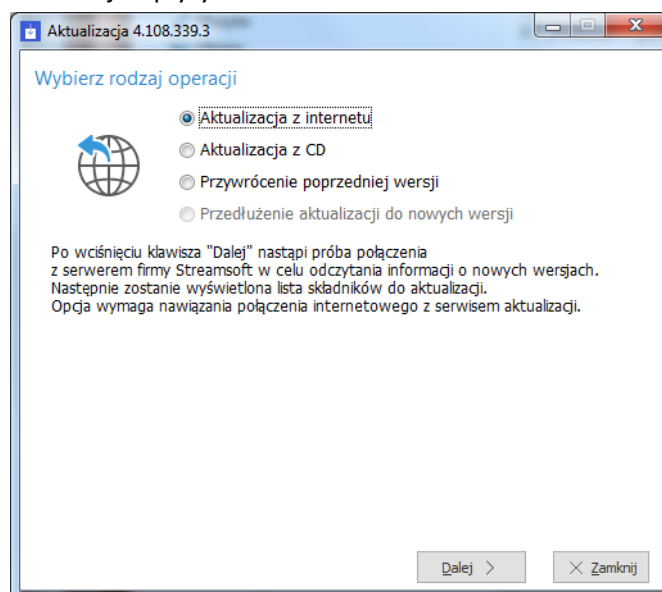 Aktualizacja 4.108.339.3
Wybierz rodzaj operacji
Aktualizacja z internetu
Aktualizacja z CD
Przywrócenie poprzedniej wersji
Przedłużenie aktualizacji do nowych wersji
Po wciśnięciu klawisza "Dalej" nastąpi próba połączenia
z serwerem firmy Streamsoft w celu odczytania informacji o nowych wersjach.
Następnie zostanie wyświetlona lista składników do aktualizacji.
Opcja wymaga nawiązania połączenia internetowego z serwisem aktualizacji.
Dalej >
Zamknij